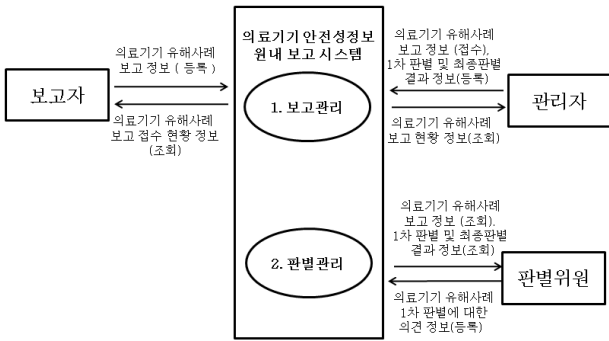 의료기기 안전성정보
원내 보고 시스템
의료기기 유해사례
보고 정보 ( 등록 )
보고자
의료기기 유해사례
보고 접수 현황 정보
(조회)
1. 보고관리
의료기기 유해사례
보고 정보 (접수),
1차 판별 및 최종판별
결과 정보(등록)
관리자
의료기기 유해사례
보고 현황 정보(조회)
2. 판별관리
의료기기 유해사례
보고 정보 (조회).
1차 판별 및 최종판별
결과 정보(조회)
판별위원
의료기기 유해사례
1차 판별에 대한
의견 정보(등록)